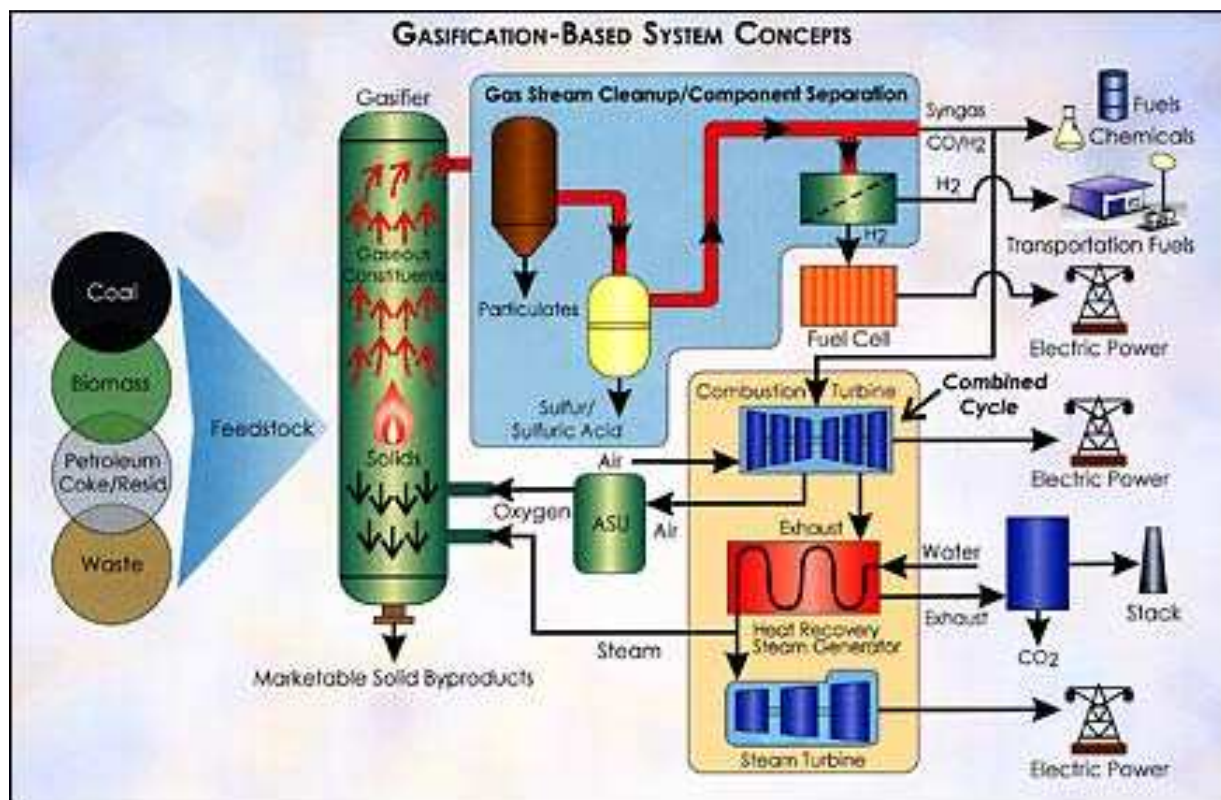 GASIFICATION-BASED SYSTEM CONCEPTS
Gasifier
Gas Stream Cleanup/Component Separation
Syngas
CO/H2
Fuels
Chemicals
H2
Transportation Fuels
Gaseous
Constituents
Particulates
H2
Fuel Cell
Electric Power
Coal
Biomass
Petroleum
Coke/Resid
Waste
Feedstock
Solids
Sulfur/
Sulfuric Acid
Combustion Turbine
Combined
Cycle
Air
Electric Power
Oxygen
ASU
Air
Exhaust
Water
Exhaust
Stack
CO2
Heat Recovery
Steam Generator
Steam
Marketable Solid Byproducts
Steam Turbine
Electric Power